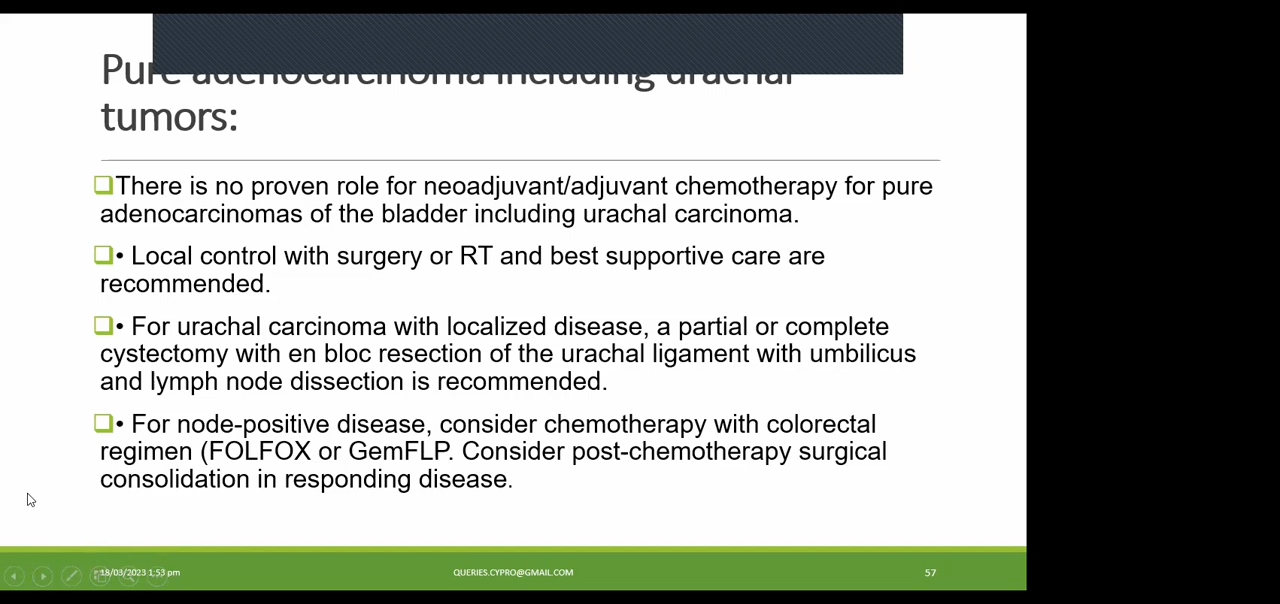 Pure adenocarcinoma including urachal
tumors:
There is no proven role for neoadjuvant/adjuvant chemotherapy for pure
adenocarcinomas of the bladder including urachal carcinoma.
• Local control with surgery or RT and best supportive care are
recommended.
• For urachal carcinoma with localized disease, a partial or complete
cystectomy with en bloc resection of the urachal ligament with umbilicus
and lymph node dissection is recommended.
• For node-positive disease, consider chemotherapy with colorectal
regimen (FOLFOX or GemFLP. Consider post-chemotherapy surgical
consolidation in responding disease.
18/03/2023 1:53 pm
QUERIES.CYPRO@GMAIL.COM
57